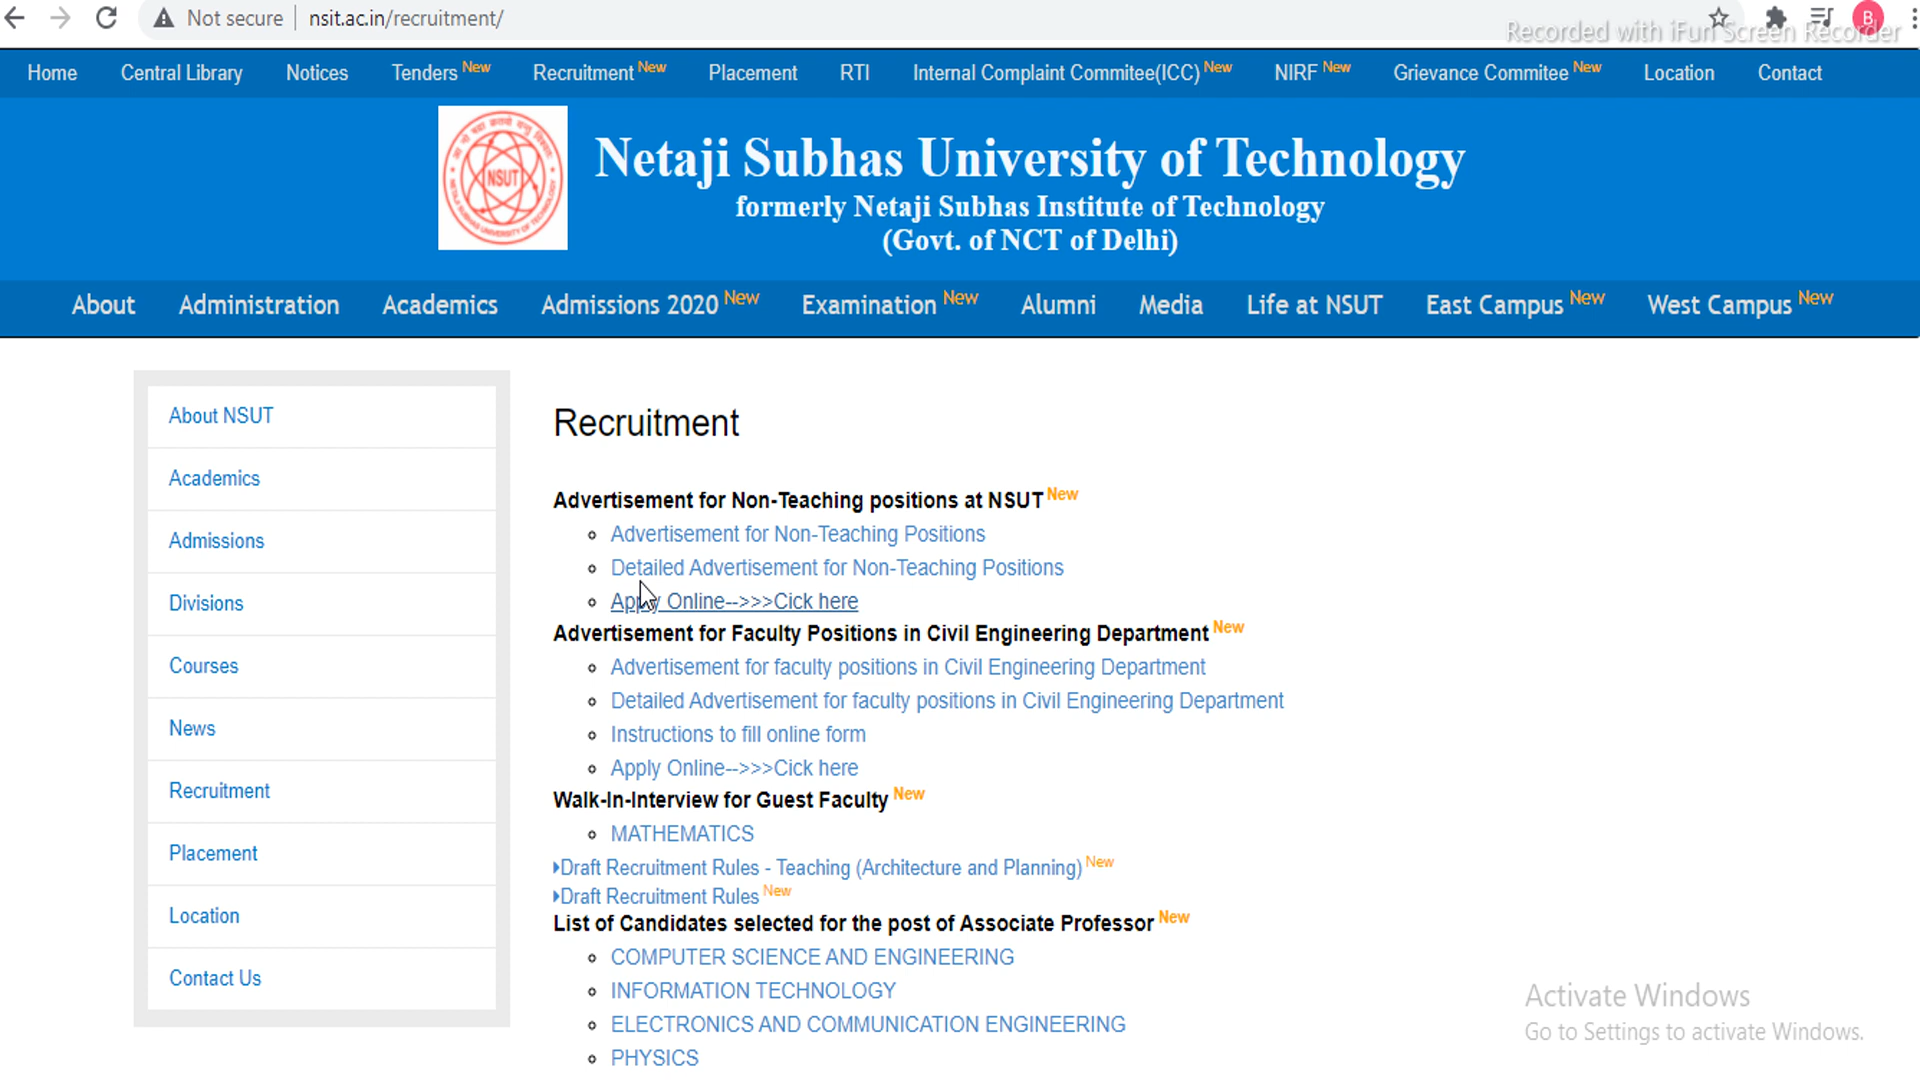 Not secure nsit.ac.in/recruitment/ B
Recorded with iFun Screen Recorder
Home Central Library Notices Tenders New Recruitment New Placement RTI Internal Complaint Commitee(ICC) New NIRF New Grievance Commitee New Location Contact
NSUT
Netaji Subhas University of Technology
formerly Netaji Subhas Institute of Technology
(Govt. of NCT of Delhi)
About Administration Academics Admissions 2020 New Examination New Alumni Media Life at NSUT East Campus New West Campus New
About NSUT
Academics
Admissions
Divisions
Courses
News
Recruitment
Placement
Location
Contact Us
Recruitment
Advertisement for Non-Teaching positions at NSUT New
Advertisement for Non-Teaching Positions
Detailed Advertisement for Non-Teaching Positions
Apply Online-->>>Cick here
Advertisement for Faculty Positions in Civil Engineering Department New
Advertisement for faculty positions in Civil Engineering Department
Detailed Advertisement for faculty positions in Civil Engineering Department
Instructions to fill online form
Apply Online-->>>Cick here
Walk-In-Interview for Guest Faculty New
MATHEMATICS
Draft Recruitment Rules - Teaching (Architecture and Planning) New
Draft Recruitment Rules New
List of Candidates selected for the post of Associate Professor New
COMPUTER SCIENCE AND ENGINEERING
INFORMATION TECHNOLOGY
ELECTRONICS AND COMMUNICATION ENGINEERING
PHYSICS
Activate Windows
Go to Settings to activate Windows.